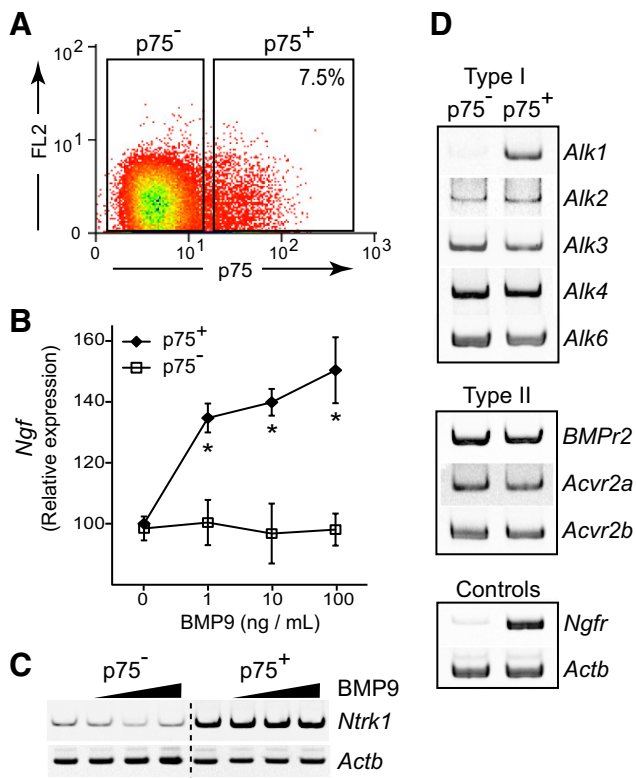 A
p75⁻ p75⁺
7.5%
10² 10¹ 0
FL2
0 10¹ 10² 10³
p75
B
p75⁺
p75⁻
160 140 120 100
Ngf
(Relative expression)
* * *
0 1 10 100
BMP9 (ng / mL)
C
p75⁻ p75⁺
BMP9
Ntrk1
Actb
D
Type I
p75⁻ p75⁺
Alk1
Alk2
Alk3
Alk4
Alk6
Type II
BMPr2
Acvr2a
Acvr2b
Controls
Ngfr
Actb